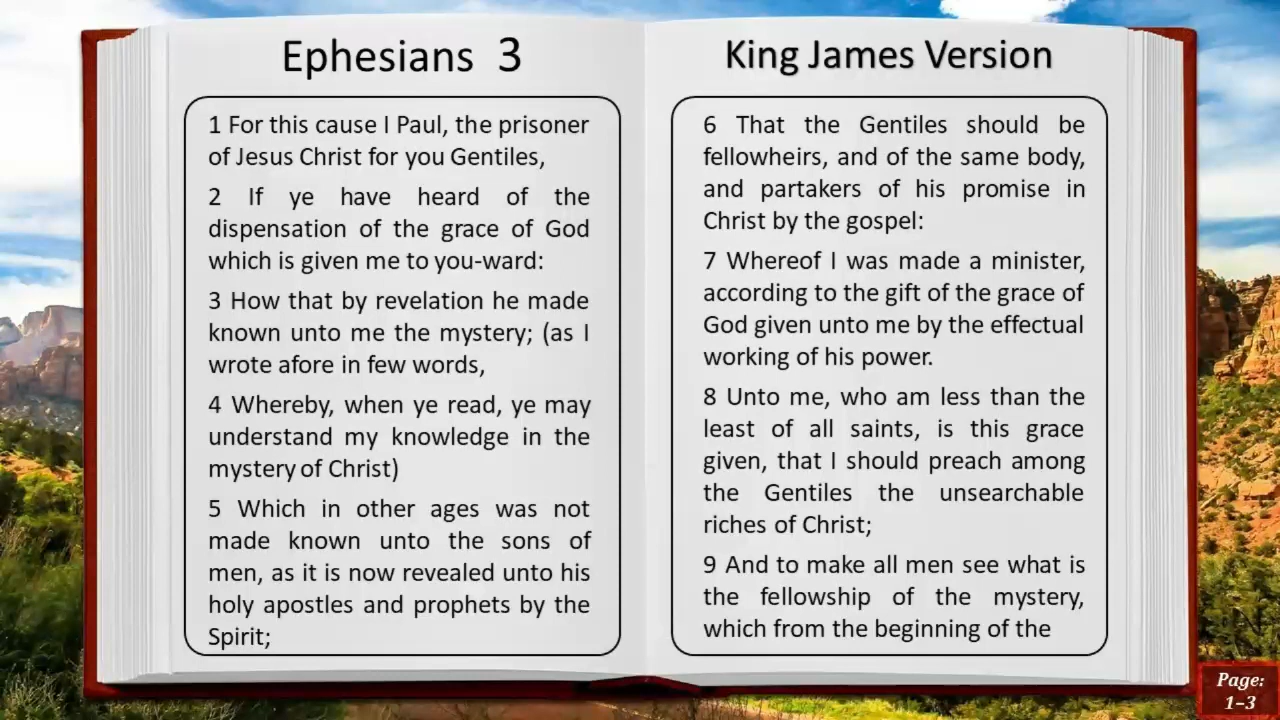 Ephesians 3
1 For this cause I Paul, the prisoner
of Jesus Christ for you Gentiles,
2 If ye have heard of the
dispensation of the grace of God
which is given me to you-ward:
3 How that by revelation he made
known unto me the mystery; (as I
wrote afore in few words,
4 Whereby, when ye read, ye may
understand my knowledge in the
mystery of Christ)
5 Which in other ages was not
made known unto the sons of
men, as it is now revealed unto his
holy apostles and prophets by the
Spirit;
King James Version
6 That the Gentiles should be
fellowheirs, and of the same body,
and partakers of his promise in
Christ by the gospel:
7 Whereof I was made a minister,
according to the gift of the grace of
God given unto me by the effectual
working of his power.
8 Unto me, who am less than the
least of all saints, is this grace
given, that I should preach among
the Gentiles the unsearchable
riches of Christ;
9 And to make all men see what is
the fellowship of the mystery,
which from the beginning of the
Page:
1–3